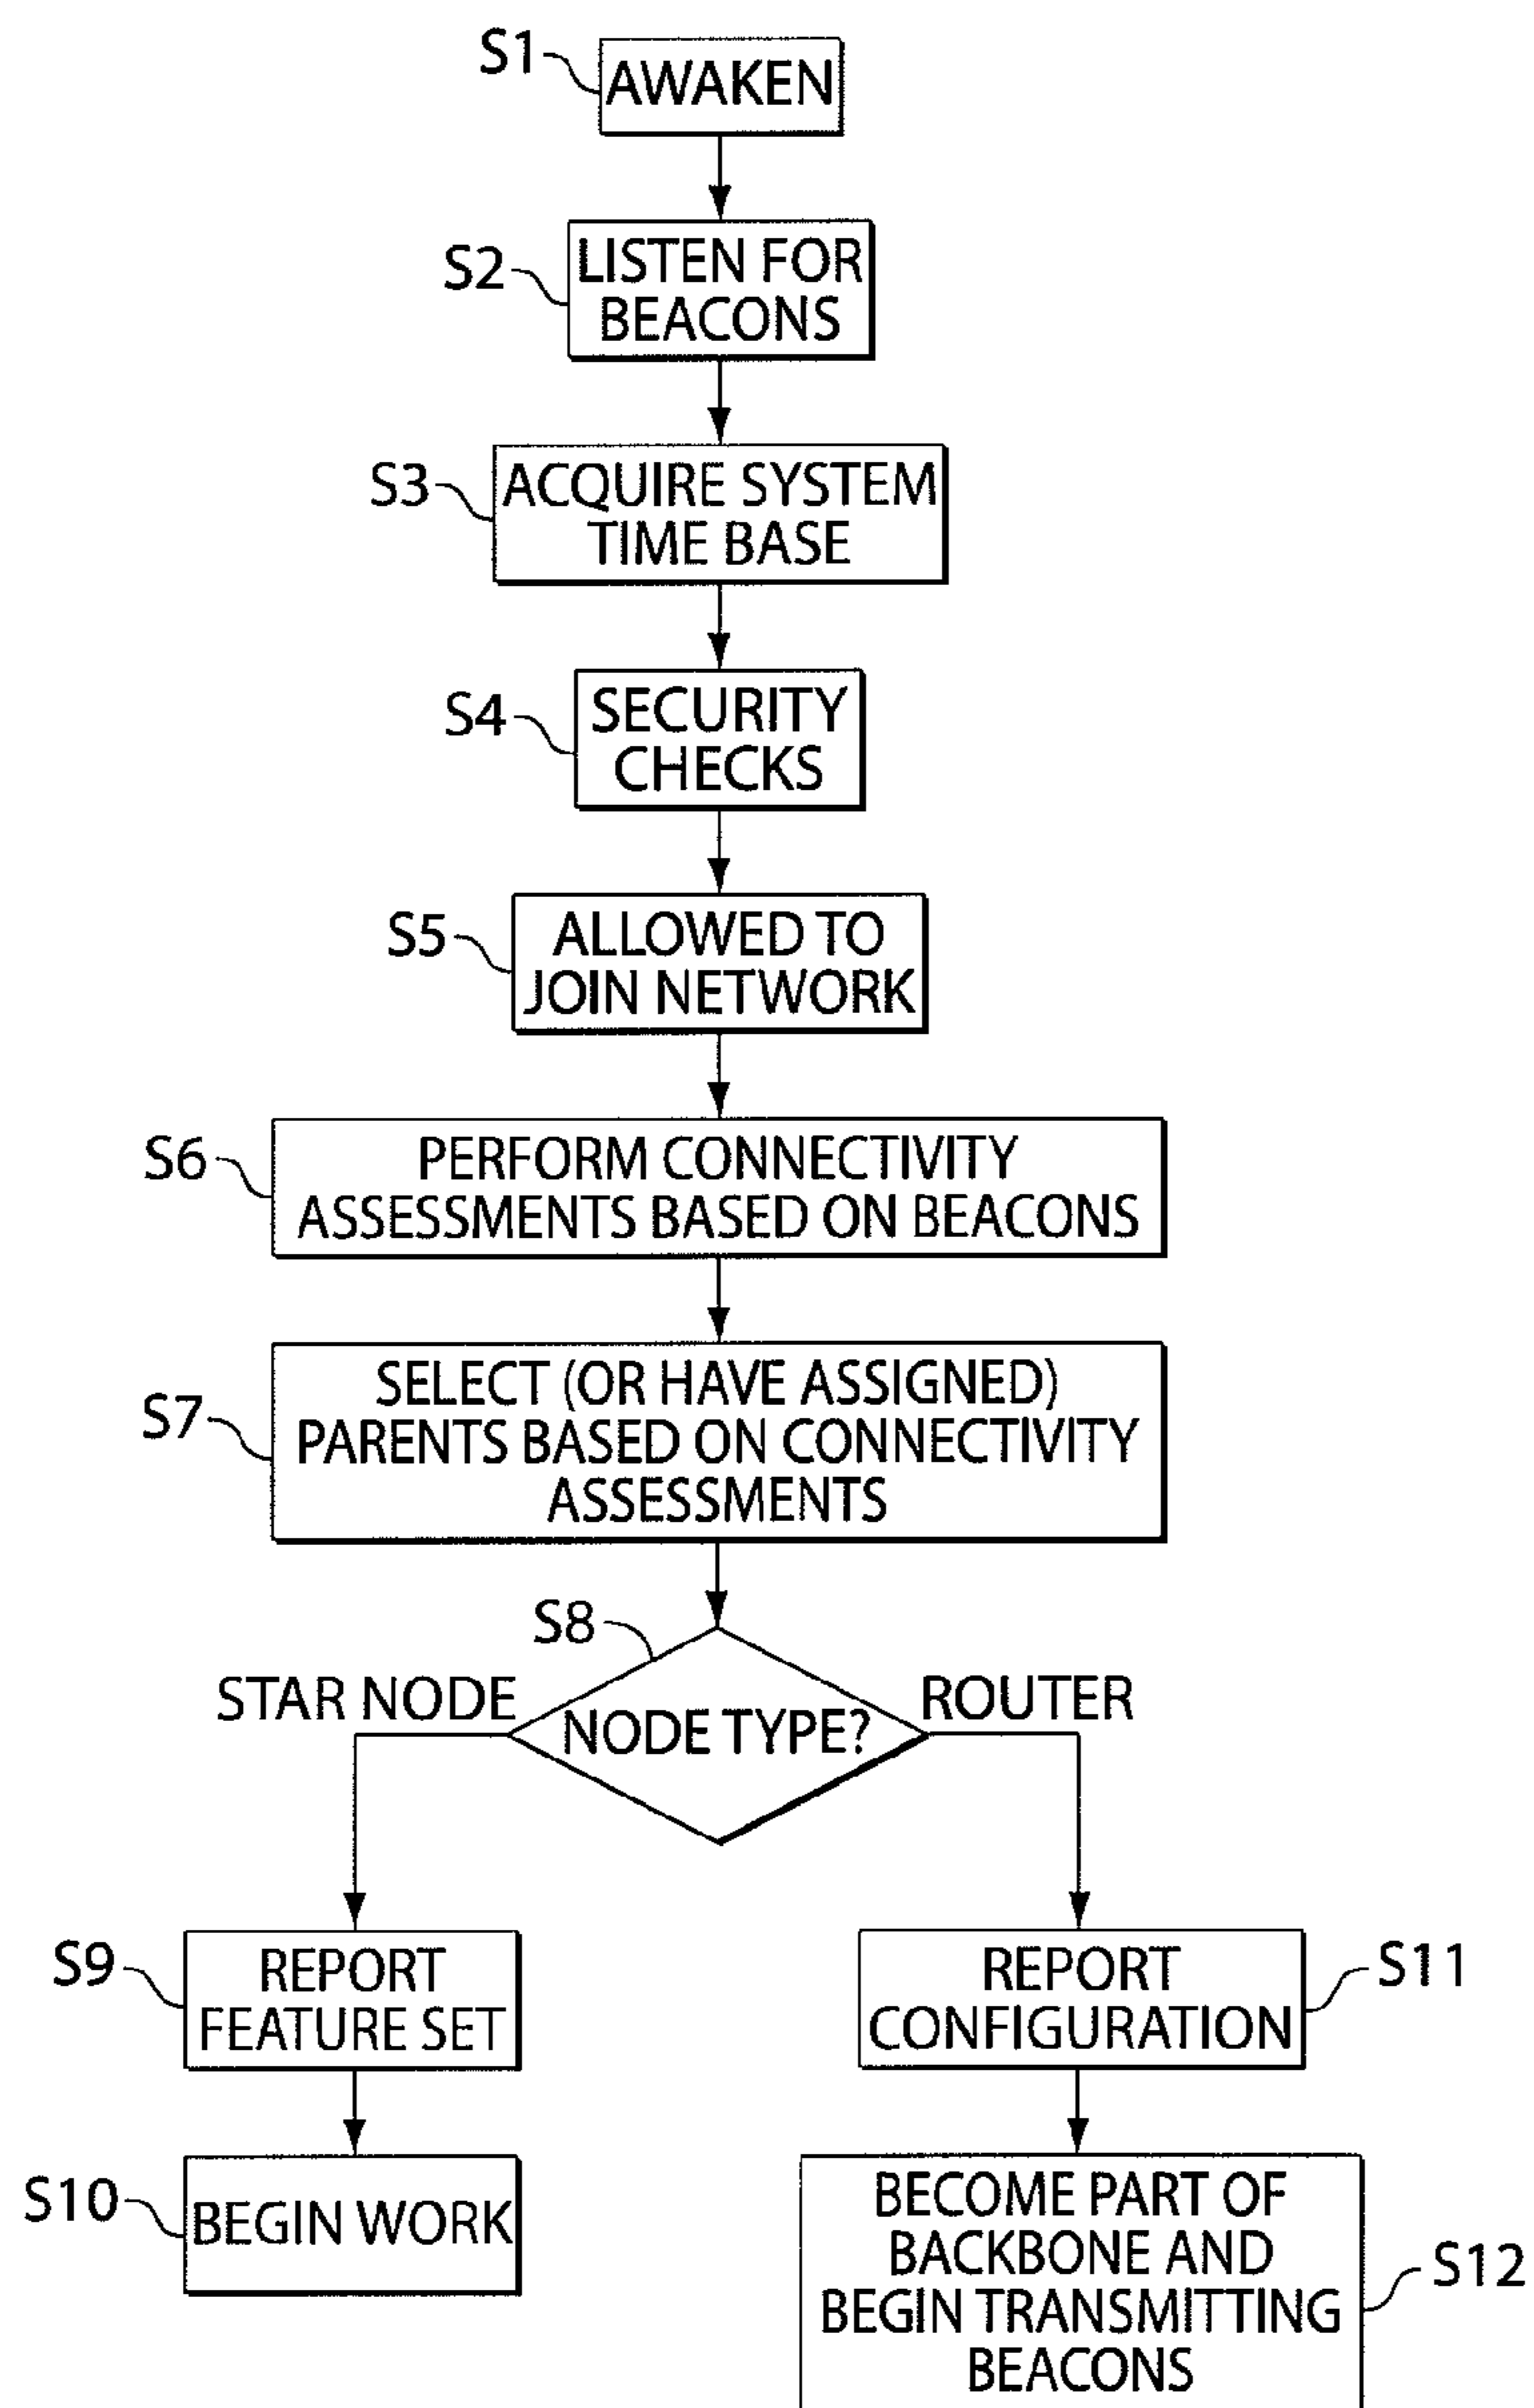 S1
AWAKEN
S2
LISTEN FOR
BEACONS
S3
ACQUIRE SYSTEM
TIME BASE
S4
SECURITY
CHECKS
S5
ALLOWED TO
JOIN NETWORK
S6
PERFORM CONNECTIVITY
ASSESSMENTS BASED ON BEACONS
S7
SELECT (OR HAVE ASSIGNED)
PARENTS BASED ON CONNECTIVITY
ASSESSMENTS
S8
STAR NODE
NODE TYPE?
ROUTER
S9
REPORT
FEATURE SET
S11
REPORT
CONFIGURATION
S10
BEGIN WORK
S12
BECOME PART OF
BACKBONE AND
BEGIN TRANSMITTING
BEACONS